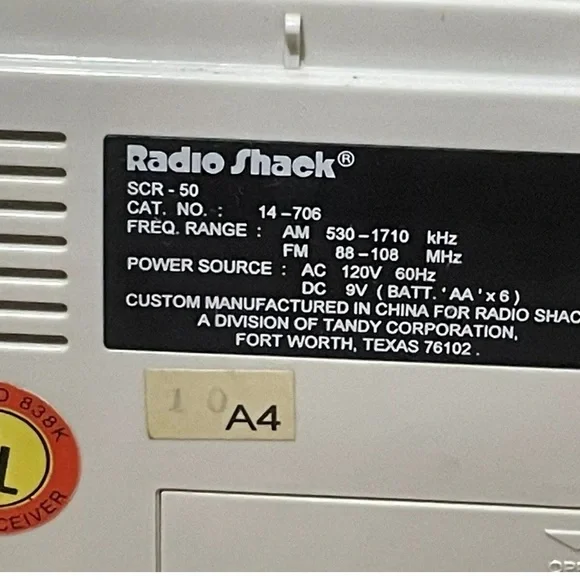 Radio Shack®
SCR - 50
CAT. NO. : 14-706
FREQ. RANGE : AM 530-1710 kHz
FM 88-108 MHz
POWER SOURCE : AC 120V 60Hz
DC 9V ( BATT. 'AA' x 6 )
CUSTOM MANUFACTURED IN CHINA FOR RADIO SHAC
A DIVISION OF TANDY CORPORATION,
FORT WORTH, TEXAS 76102 .
10 A4
838K
L
CEIVER
OPE